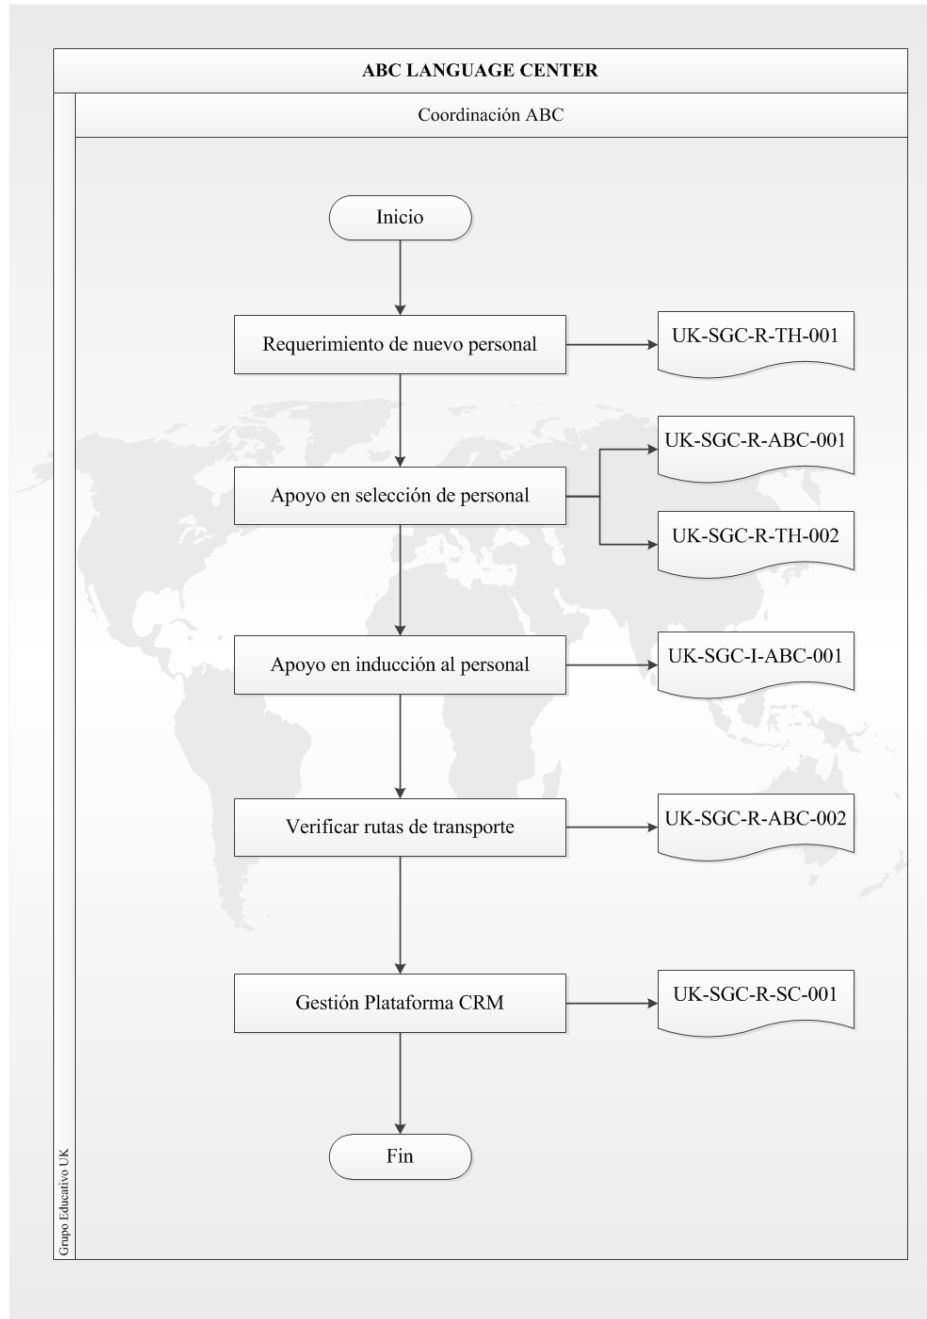 ABC LANGUAGE CENTER
Coordinación ABC
Inicio
Requerimiento de nuevo personal
UK-SGC-R-TH-001
Apoyo en selección de personal
UK-SGC-R-ABC-001
UK-SGC-R-TH-002
Apoyo en inducción al personal
UK-SGC-I-ABC-001
Verificar rutas de transporte
UK-SGC-R-ABC-002
Gestión Plataforma CRM
UK-SGC-R-SC-001
Fin
Grupo Educativo UK